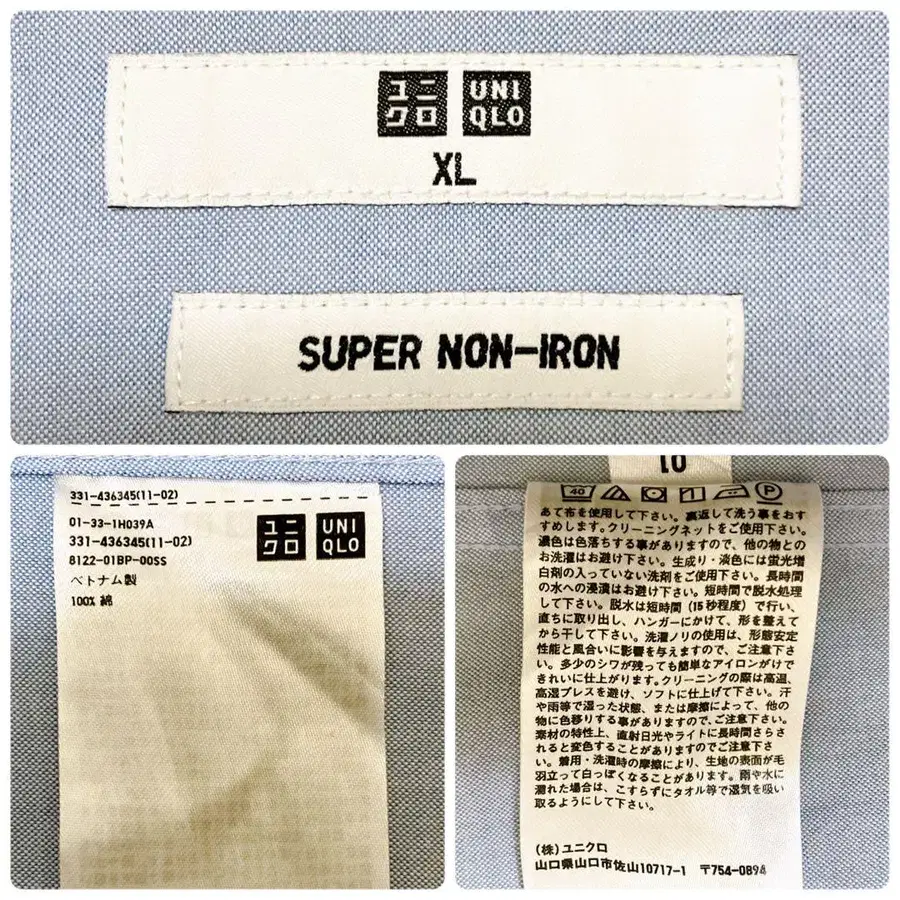 ユニ
クロ
UNI
QLO
XL
SUPER NON-IRON
331-436345(11-02)
01-33-1H039A
331-436345(11-02)
8122-01BP-00SS
ベトナム製
100% 綿
ユニ
クロ
UNI
QLO
10
40
あて布を使用して下さい。裏返して洗う事をおす
すめします。クリーニングネットをご使用下さい。
濃色は色落ちする事がありますので、他の物との
お洗濯はお避け下さい。生成り・淡色には蛍光増
白剤の入っていない洗剤をご使用下さい。長時間
の水への浸漬はお避け下さい。短時間で脱水処理
して下さい。脱水は短時間（15秒程度）で行い、
直ちに取り出し、ハンガーにかけて、形を整えて
から干して下さい。洗濯ノリの使用は、形態安定
性能と風合いに影響を与えますので、ご注意下さ
い。多少のシワが残っても簡単なアイロンがけで
きれいに仕上がります。クリーニングの際は高温、
高湿プレスを避け、ソフトに仕上げて下さい。汗
や雨等で湿った状態、または摩擦によって、他の
物に色移りする事がありますので、ご注意下さい。
素材の特性上、直射日光やライトに長時間さらさ
れると変色することがありますのでご注意下さ
い。着用・洗濯時の摩擦により、生地の表面が毛
羽立って白っぽくなることがあります。雨や水に
濡れた場合は、こすらずにタオル等で湿気を吸い
取るようにして下さい。
(株)ユニクロ
山口県山口市佐山10717-1 〒754-0894